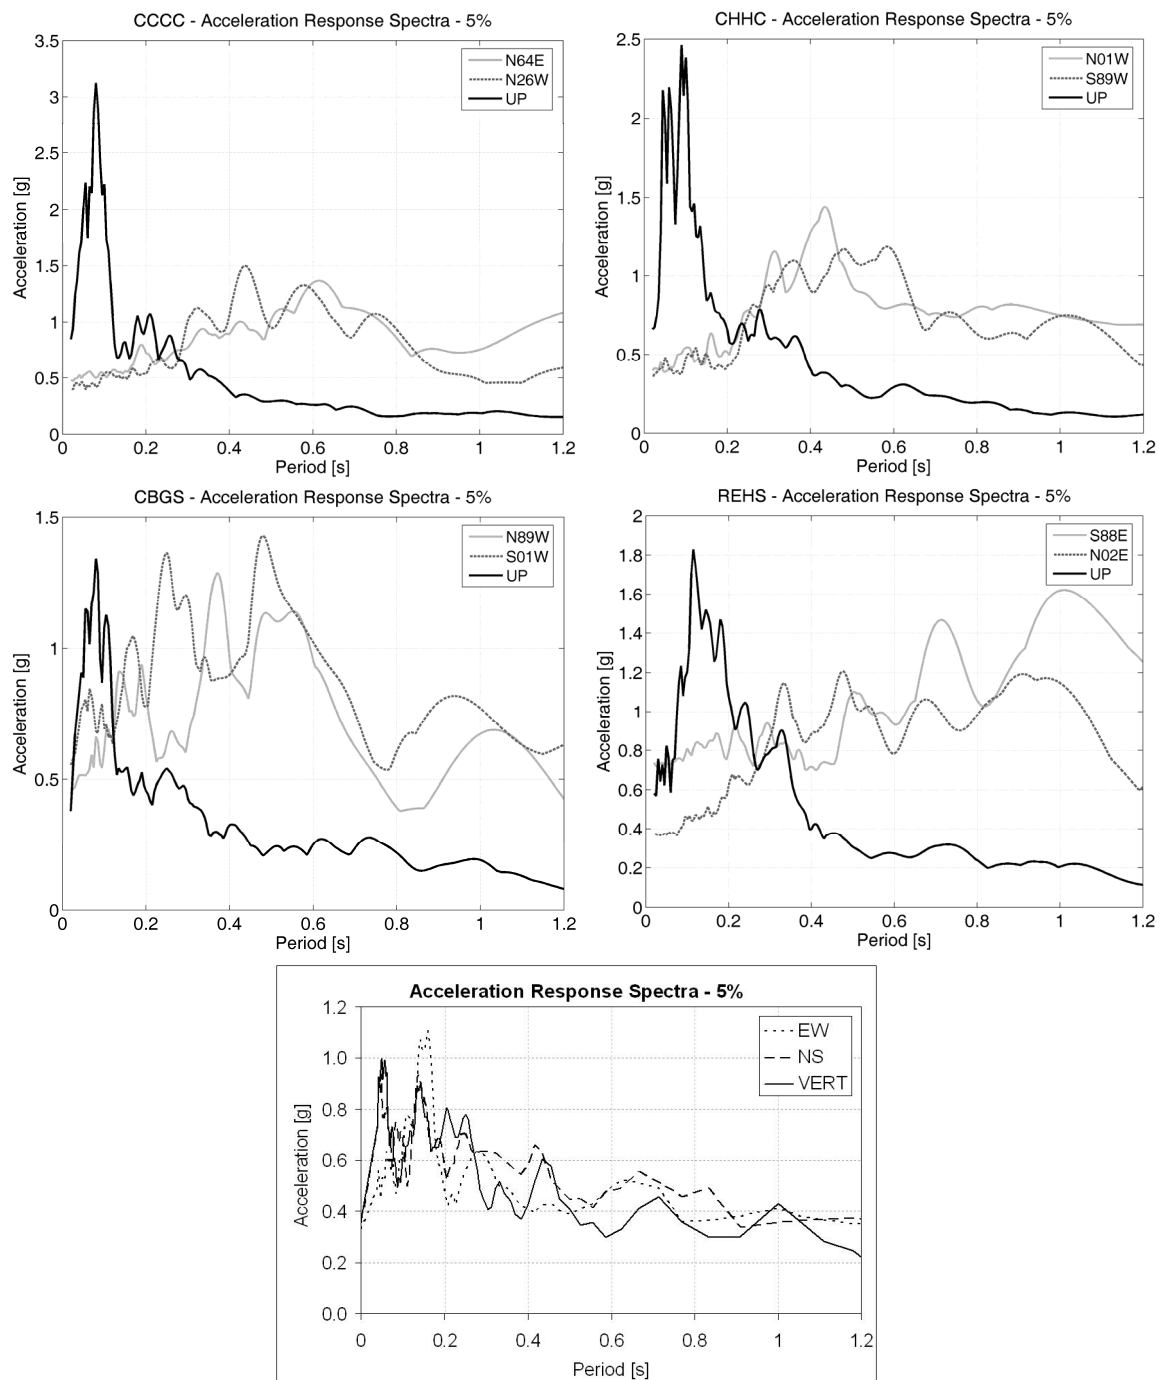 CCCC - Acceleration Response Spectra - 5%
3.5
3
2.5
2
1.5
1
0.5
0
Acceleration [g]
N64E
N26W
UP
0 0.2 0.4 0.6 0.8 1 1.2
Period [s]
CHHC - Acceleration Response Spectra - 5%
2.5
2
1.5
1
0.5
0
Acceleration [g]
N01W
S89W
UP
0 0.2 0.4 0.6 0.8 1 1.2
Period [s]
CBGS - Acceleration Response Spectra - 5%
1.5
1
0.5
0
Acceleration [g]
N89W
S01W
UP
0 0.2 0.4 0.6 0.8 1 1.2
Period [s]
REHS - Acceleration Response Spectra - 5%
2
1.8
1.6
1.4
1.2
1
0.8
0.6
0.4
0.2
0
Acceleration [g]
S88E
N02E
UP
0 0.2 0.4 0.6 0.8 1 1.2
Period [s]
Acceleration Response Spectra - 5%
1.2
1.0
0.8
0.6
0.4
0.2
0.0
Acceleration [g]
EW
NS
VERT
0 0.2 0.4 0.6 0.8 1 1.2
Period [s]